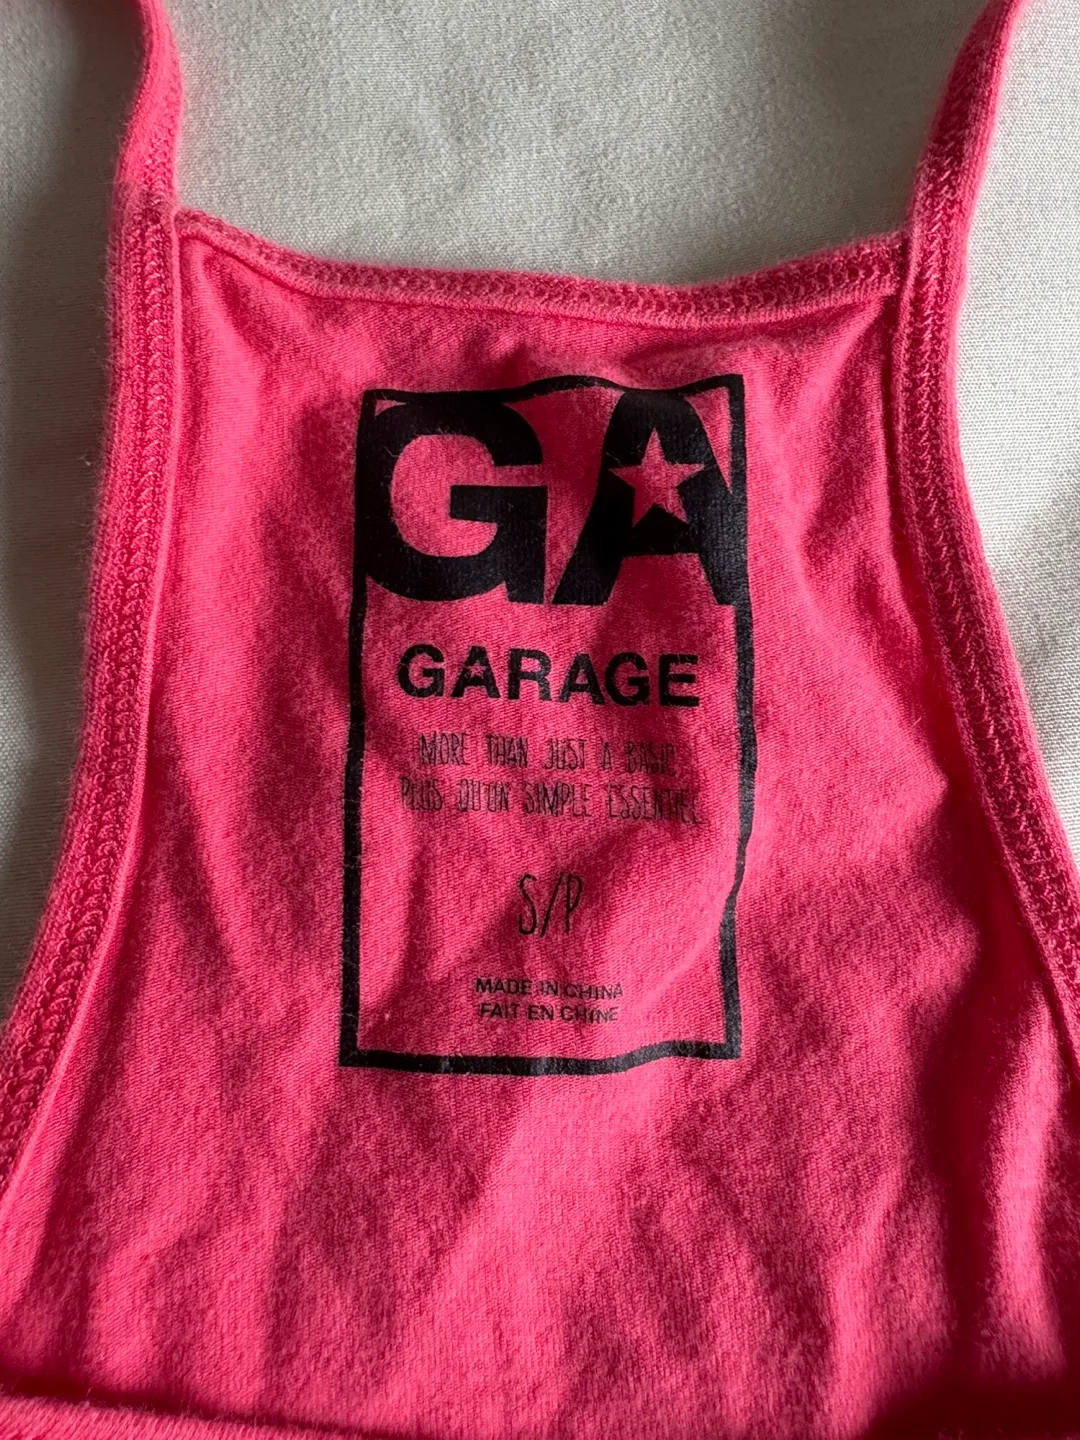 GA
GARAGE
MORE THAN JUST A BASIC
PLUS QU'UN SIMPLE ESSENTIEL
S/P
MADE IN CHINA
FAIT EN CHINE